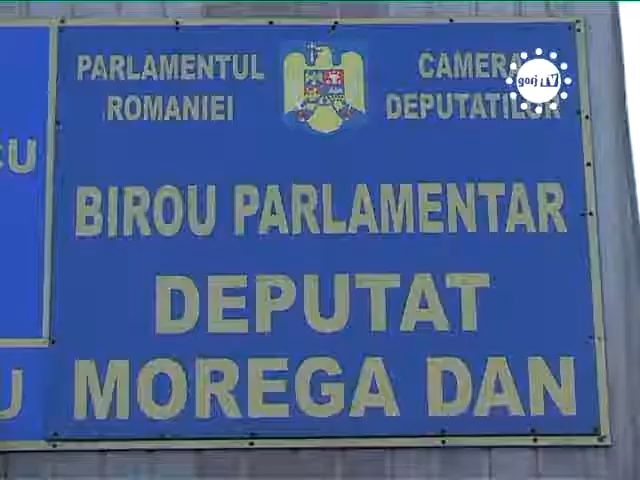 PARLAMENTUL
ROMANIEI
CAMERA
DEPUTATILOR
gorj TV
BIROU PARLAMENTAR
DEPUTAT
MOREGA DAN
U
U